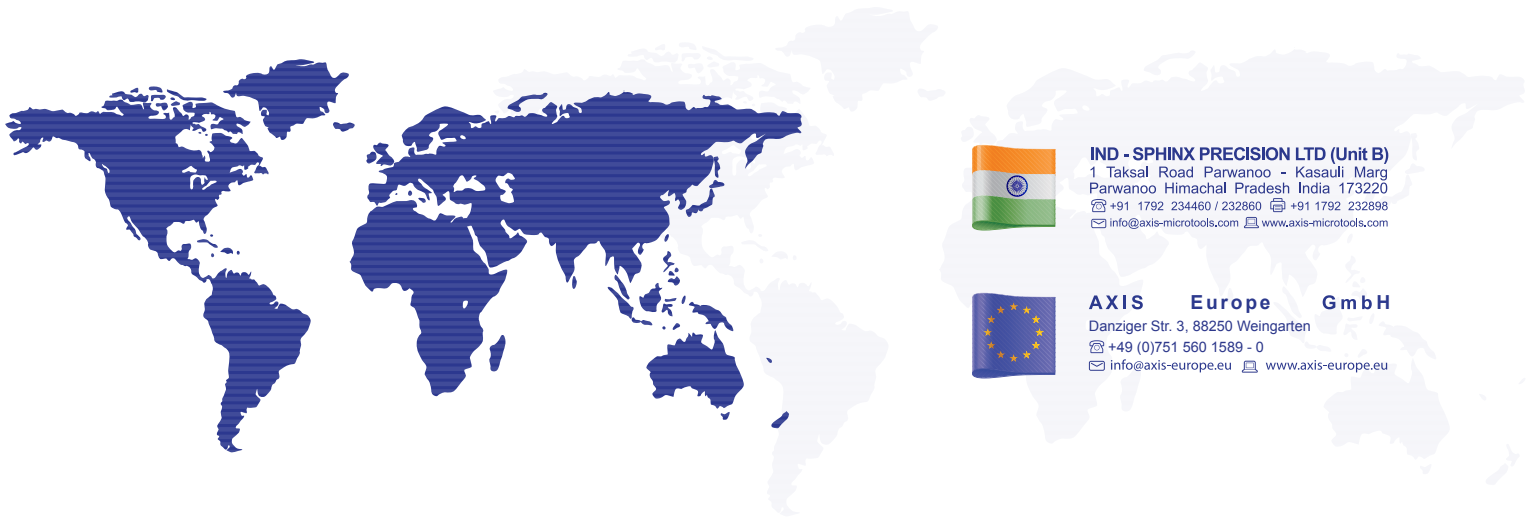 IND - SPHINX PRECISION LTD (Unit B)
1 Taksal Road Parwanoo - Kasauli Marg
Parwanoo Himachal Pradesh India 173220
+91 1792 234460 / 232860 +91 1792 232898
info@axis-microtools.com www.axis-microtools.com
AXIS Europe GmbH
Danziger Str. 3, 88250 Weingarten
+49 (0)751 560 1589 - 0
info@axis-europe.eu www.axis-europe.eu